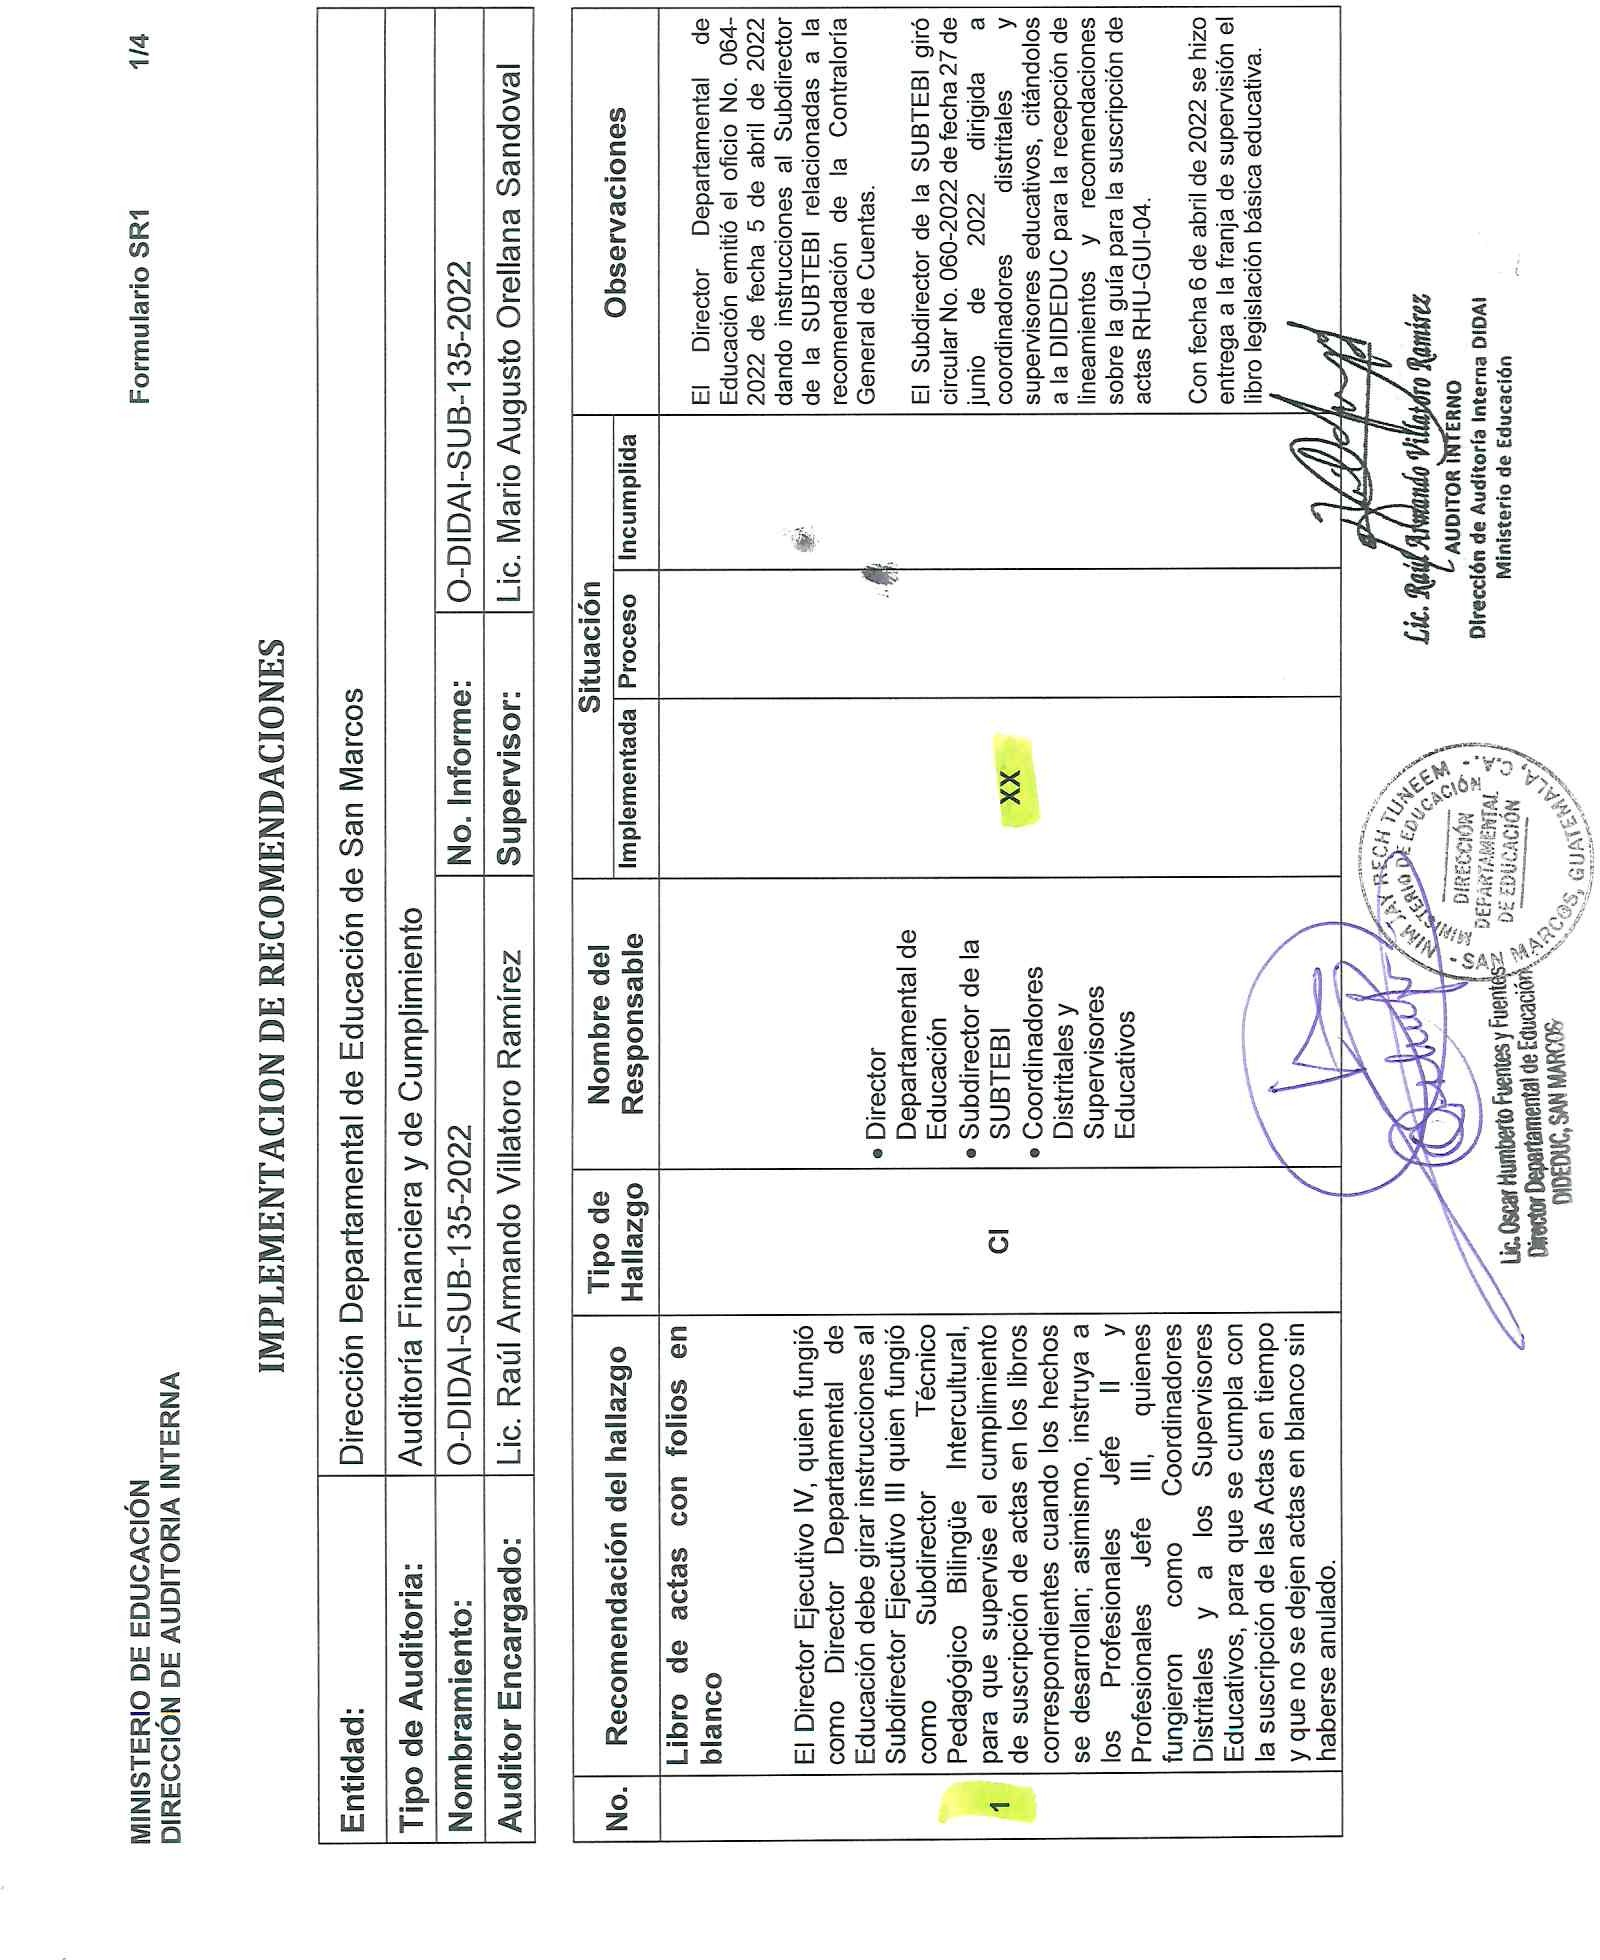 MINISTERIO DE EDUCACIÓN
DIRECCIÓN DE AUDITORIA INTERNA
Formulario SR1
1/4
IMPLEMENTACION DE RECOMENDACIONES
Entidad: Dirección Departamental de Educación de San Marcos
Tipo de Auditoria: Auditoría Financiera y de Cumplimiento
Nombramiento: O-DIDAI-SUB-135-2022 No. Informe: O-DIDAI-SUB-135-2022
Auditor Encargado: Lic. Raúl Armando Villatoro Ramírez Supervisor: Lic. Mario Augusto Orellana Sandoval
No.
Recomendación del hallazgo
Tipo de
Hallazgo
Nombre del
Responsable
Situación
Implementada
Proceso
Incumplida
Observaciones
1
Libro de actas con folios en
blanco
El Director Ejecutivo IV, quien fungió
como Director Departamental de
Educación debe girar instrucciones al
Subdirector Ejecutivo III quien fungió
como Subdirector Técnico
Pedagógico Bilingüe Intercultural,
para que supervise el cumplimiento
de suscripción de actas en los libros
correspondientes cuando los hechos
se desarrollan; asimismo, instruya a
los Profesionales Jefe II y
Profesionales Jefe III, quienes
fungieron como Coordinadores
Distritales y a los Supervisores
Educativos, para que se cumpla con
la suscripción de las Actas en tiempo
y que no se dejen actas en blanco sin
haberse anulado.
CI
• Director
Departamental de
Educación
• Subdirector de la
SUBTEBI
• Coordinadores
Distritales y
Supervisores
Educativos
XX
El Director Departamental de
Educación emitió el oficio No. 064-
2022 de fecha 5 de abril de 2022
dando instrucciones al Subdirector
de la SUBTEBI relacionadas a la
recomendación de la Contraloría
General de Cuentas.
El Subdirector de la SUBTEBI giró
circular No. 060-2022 de fecha 27 de
junio de 2022 dirigida a
coordinadores distritales y
supervisores educativos, citándolos
a la DIDEDUC para la recepción de
lineamientos y recomendaciones
sobre la guía para la suscripción de
actas RHU-GUI-04.
Con fecha 6 de abril de 2022 se hizo
entrega a la franja de supervisión el
libro legislación básica educativa.
Lic. Oscar Humberto Fuentes y Fuentes
Director Departamental de Educación
DIDEDUC, SAN MARCOS
NIM JAY RECH TIJNEEM
MINISTERIO DE EDUCACIÓN
DIRECCIÓN
DEPARTAMENTAL
DE EDUCACIÓN
- SAN MARCOS, GUATEMALA, C.A. -
Lic. Raúl Armando Villatoro Ramírez
AUDITOR INTERNO
Dirección de Auditoría Interna DIDAI
Ministerio de Educación